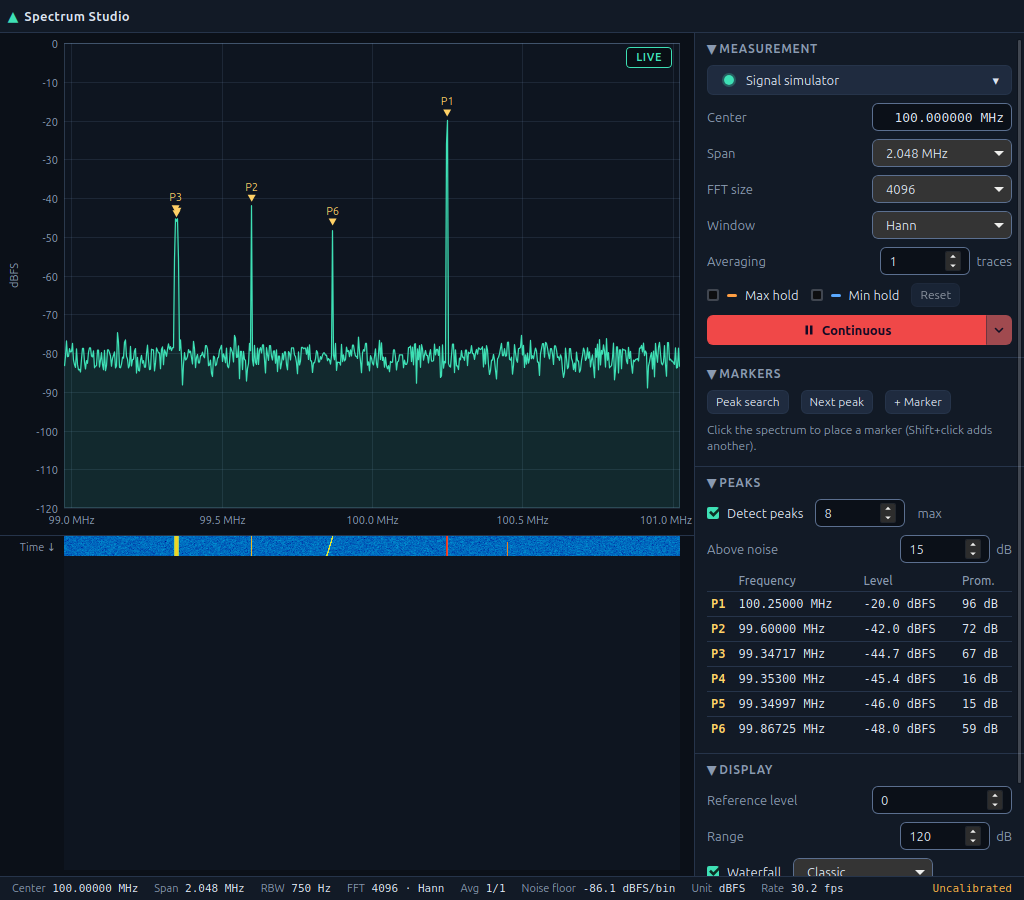 Spectrum Studio
0
-10
-20
-30
-40
-50
-60
-70
-80
-90
-100
-110
-120
dBFS
LIVE
P1
P2
P3
P6
99.0 MHz 99.5 MHz 100.0 MHz 100.5 MHz 101.0 MHz
Time ↓
▼ MEASUREMENT
Signal simulator ▾
Center 100.000000 MHz
Span 2.048 MHz
FFT size 4096
Window Hann
Averaging 1 traces
Max hold Min hold Reset
Continuous
▼ MARKERS
Peak search Next peak + Marker
Click the spectrum to place a marker (Shift+click adds
another).
▼ PEAKS
Detect peaks 8 max
Above noise 15 dB
Frequency Level Prom.
P1 100.25000 MHz -20.0 dBFS 96 dB
P2 99.60000 MHz -42.0 dBFS 72 dB
P3 99.34717 MHz -44.7 dBFS 67 dB
P4 99.35300 MHz -45.4 dBFS 16 dB
P5 99.34997 MHz -46.0 dBFS 15 dB
P6 99.86725 MHz -48.0 dBFS 59 dB
▼ DISPLAY
Reference level 0
Range 120 dB
Waterfall Classic
Center 100.00000 MHz Span 2.048 MHz RBW 750 Hz FFT 4096 · Hann Avg 1/1 Noise floor -86.1 dBFS/bin Unit dBFS Rate 30.2 fps Uncalibrated